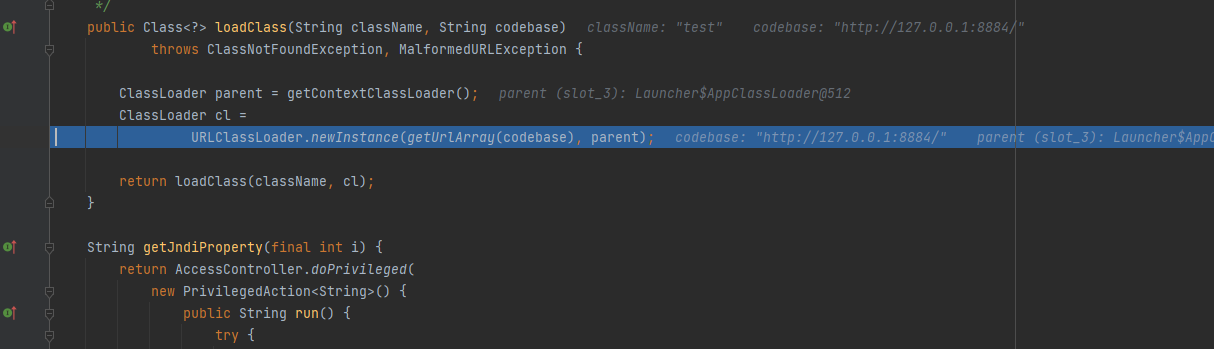 */
public Class<?> loadClass(String className, String codebase)   className: "test"    codebase: "http://127.0.0.1:8884/"
        throws ClassNotFoundException, MalformedURLException {
    ClassLoader parent = getContextClassLoader();   parent (slot_3): Launcher$AppClassLoader@512
    ClassLoader cl =
            URLClassLoader.newInstance(getUrlArray(codebase), parent);   codebase: "http://127.0.0.1:8884/"    parent (slot_3): Launcher$AppC
    return loadClass(className, cl);
}
String getJndiProperty(final int i) {
    return AccessController.doPrivileged(
        new PrivilegedAction<String>() {
            public String run() {
                try {